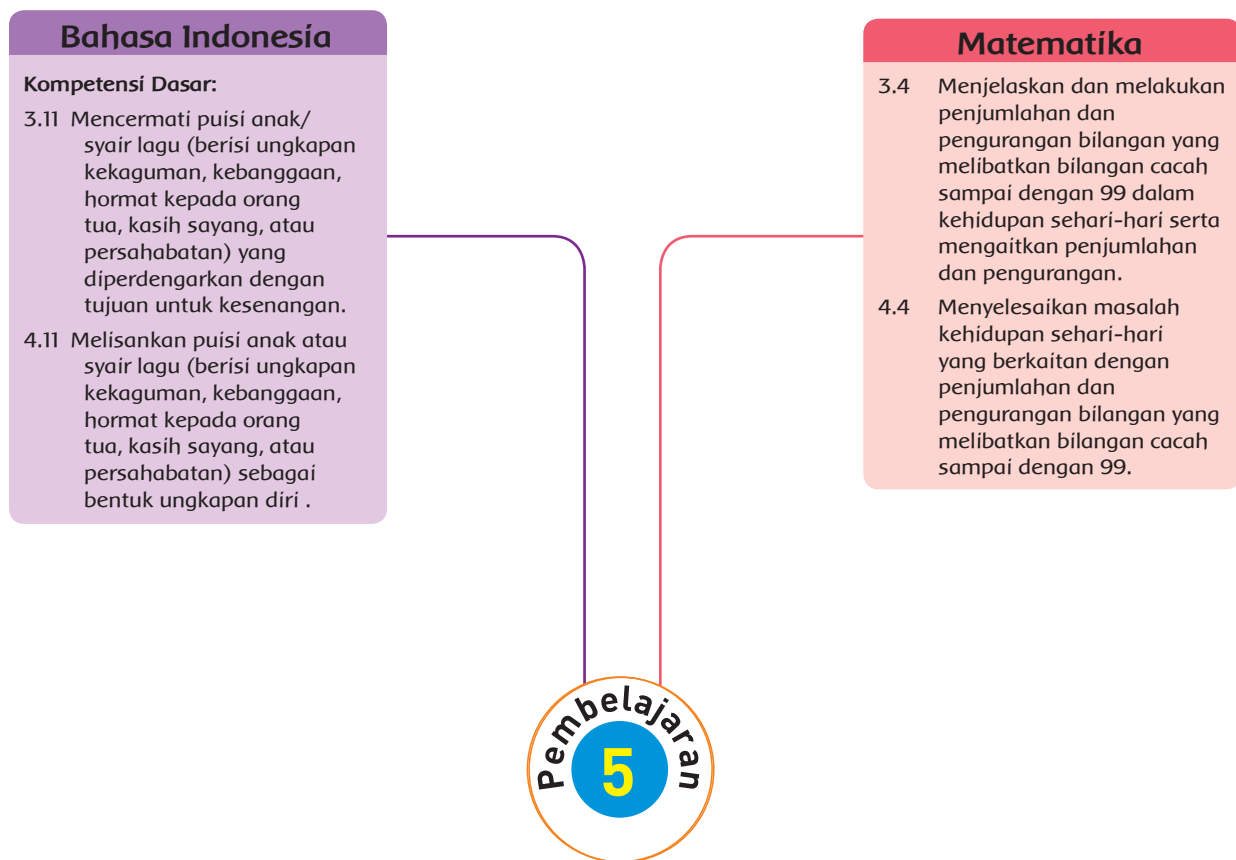 Bahasa Indonesia
Kompetensi Dasar:
3.11 Mencermati puisi anak/
syair lagu (berisi ungkapan
kekaguman, kebanggaan,
hormat kepada orang
tua, kasih sayang, atau
persahabatan) yang
diperdengarkan dengan
tujuan untuk kesenangan.
4.11 Melisankan puisi anak atau
syair lagu (berisi ungkapan
kekaguman, kebanggaan,
hormat kepada orang
tua, kasih sayang, atau
persahabatan) sebagai
bentuk ungkapan diri .
Matematika
3.4 Menjelaskan dan melakukan
penjumlahan dan
pengurangan bilangan yang
melibatkan bilangan cacah
sampai dengan 99 dalam
kehidupan sehari-hari serta
mengaitkan penjumlahan
dan pengurangan.
4.4 Menyelesaikan masalah
kehidupan sehari-hari
yang berkaitan dengan
penjumlahan dan
pengurangan bilangan yang
melibatkan bilangan cacah
sampai dengan 99.
Pembelajaran
5